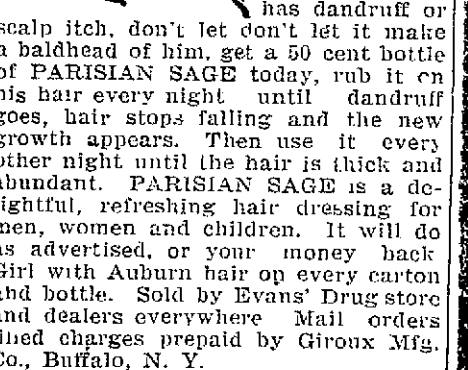 has dandruff or
scalp itch, don't let don't let it make
a baldhead of him, get a 50 cent bottle
of PARISIAN SAGE today, rub it on
his hair every night until dandruff
goes, hair stops falling and the new
growth appears. Then use it every
other night until the hair is thick and
abundant. PARISIAN SAGE is a de-
lightful, refreshing hair dressing for
men, women and children. It will do
as advertised, or your money back
Girl with Auburn hair on every carton
and bottle. Sold by Evans' Drug store
and dealers everywhere Mail orders
filled charges prepaid by Giroux Mfg.
Co., Buffalo, N. Y.